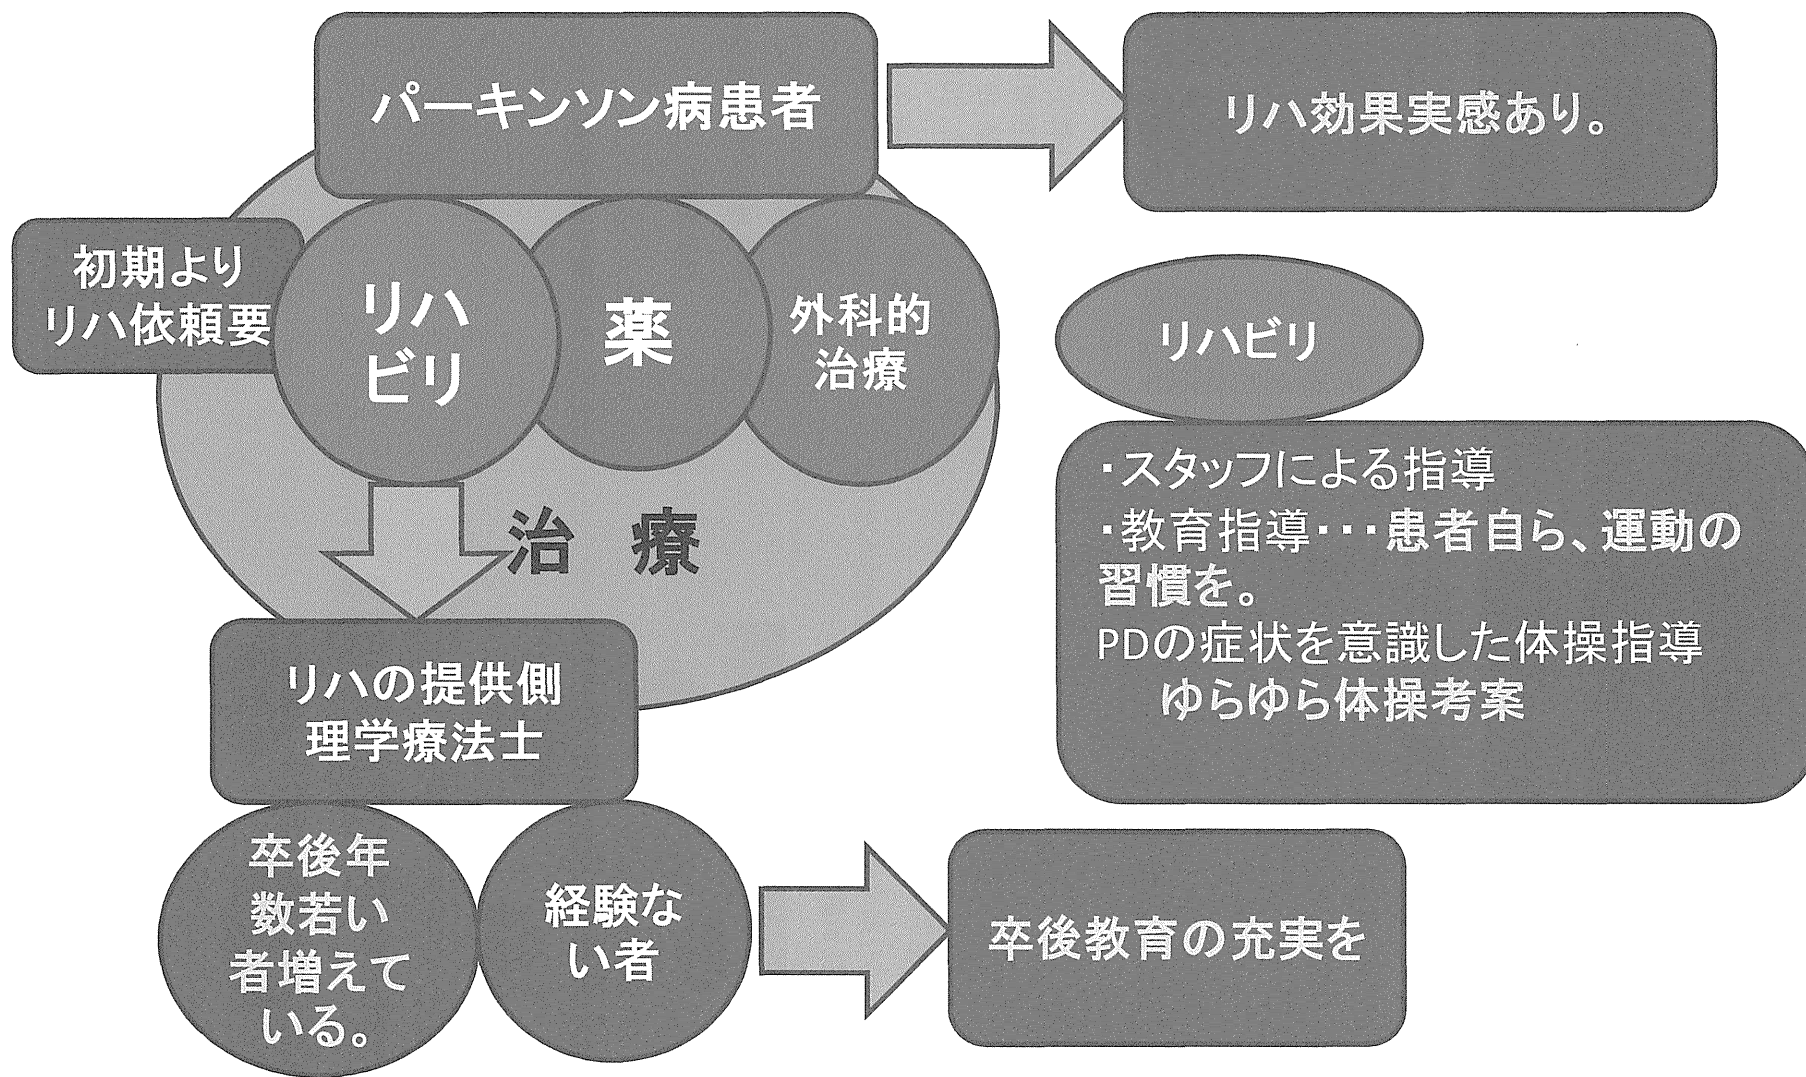 パーキンソン病患者
リハ効果実感あり。
初期より
リハ依頼要
リハ
ビリ
薬
外科的
治療
治　療
リハビリ
・スタッフによる指導
・教育指導・・・患者自ら、運動の
習慣を。
PDの症状を意識した体操指導
ゆらゆら体操考案
リハの提供側
理学療法士
卒後年
数若い
者増えて
いる。
経験な
い者
卒後教育の充実を